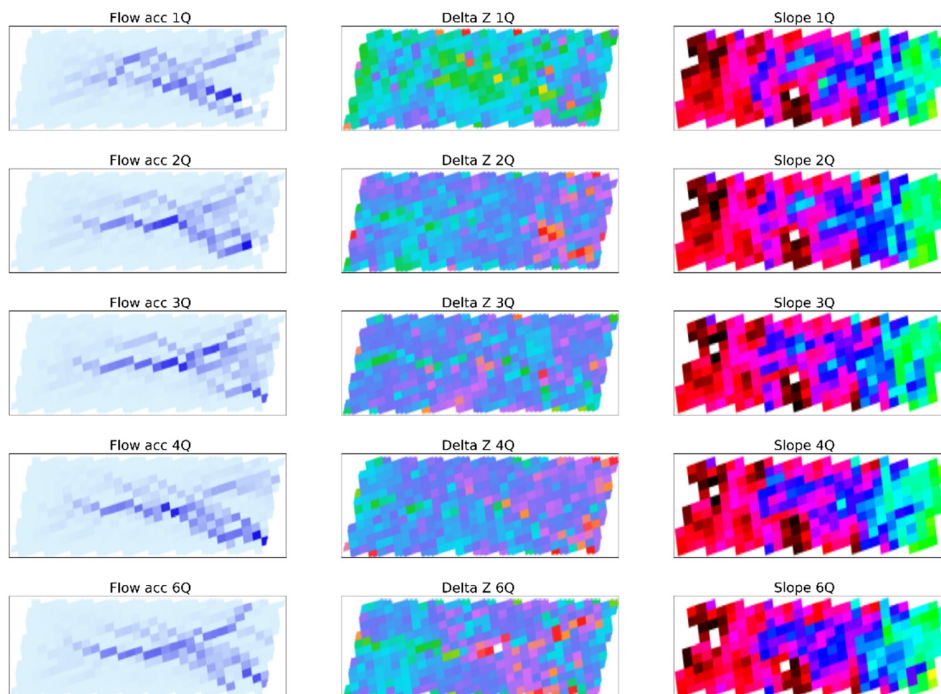 Flow acc 1Q
Delta Z 1Q
Slope 1Q
Flow acc 2Q
Delta Z 2Q
Slope 2Q
Flow acc 3Q
Delta Z 3Q
Slope 3Q
Flow acc 4Q
Delta Z 4Q
Slope 4Q
Flow acc 6Q
Delta Z 6Q
Slope 6Q